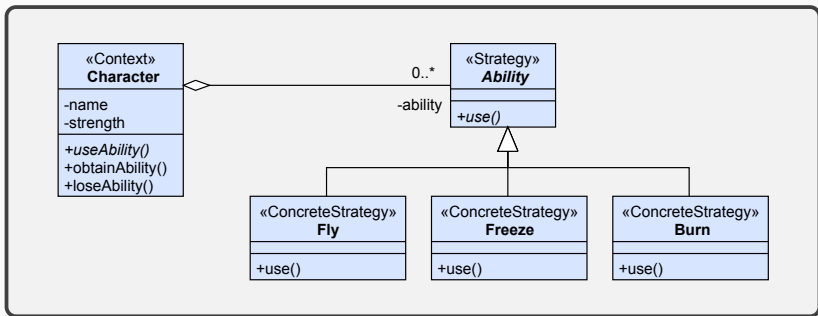 «Context»
Character
-name
-strength
+useAbility()
+obtainAbility()
+loseAbility()
0..*
-ability
«Strategy»
Ability
+use()
«ConcreteStrategy»
Fly
+use()
«ConcreteStrategy»
Freeze
+use()
«ConcreteStrategy»
Burn
+use()